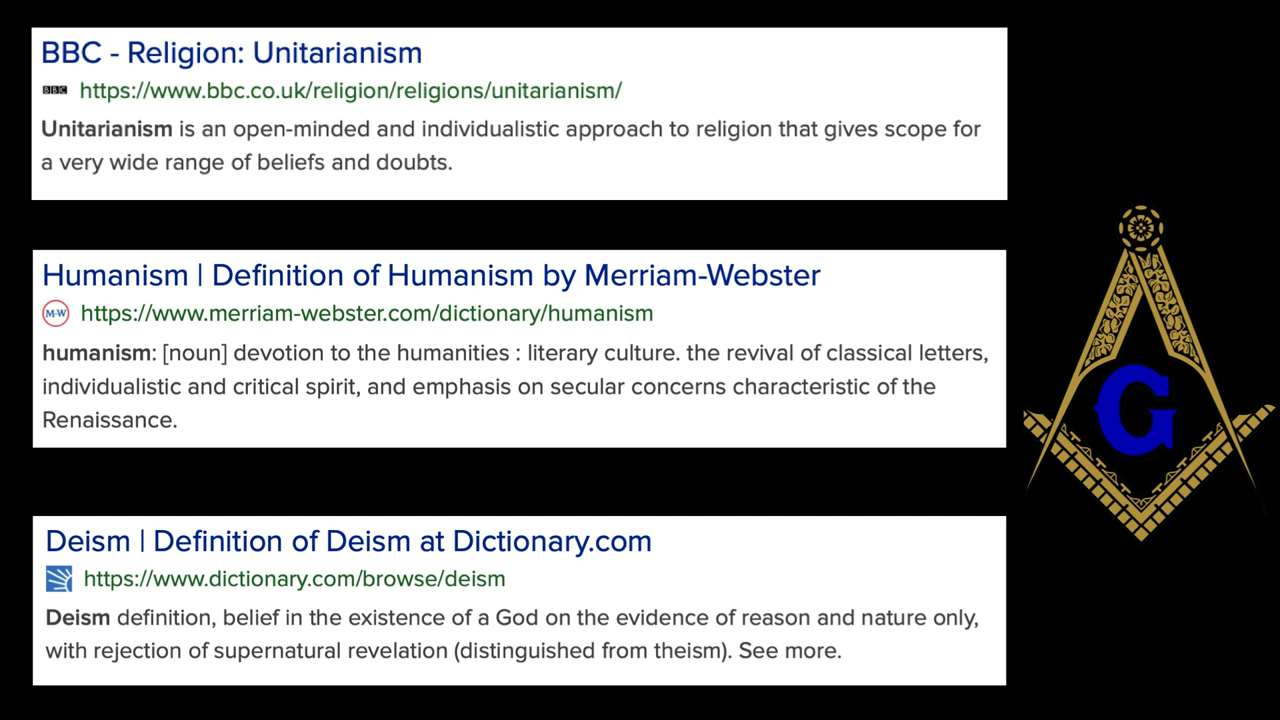 BBC - Religion: Unitarianism
BBC https://www.bbc.co.uk/religion/religions/unitarianism/
Unitarianism is an open-minded and individualistic approach to religion that gives scope for
a very wide range of beliefs and doubts.
Humanism | Definition of Humanism by Merriam-Webster
M-W https://www.merriam-webster.com/dictionary/humanism
humanism: [noun] devotion to the humanities : literary culture. the revival of classical letters,
individualistic and critical spirit, and emphasis on secular concerns characteristic of the
Renaissance.
Deism | Definition of Deism at Dictionary.com
https://www.dictionary.com/browse/deism
Deism definition, belief in the existence of a God on the evidence of reason and nature only,
with rejection of supernatural revelation (distinguished from theism). See more.
G